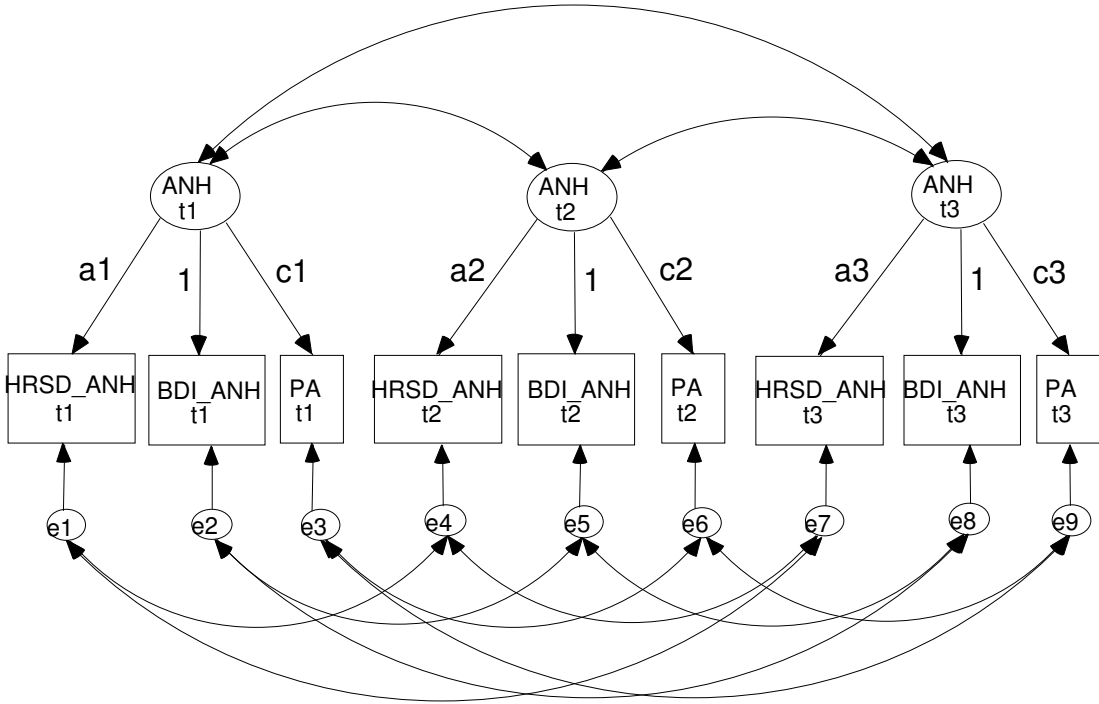 ANH
t1
ANH
t2
ANH
t3
a1
1
c1
a2
1
c2
a3
1
c3
HRSD_ANH
t1
BDI_ANH
t1
PA
t1
HRSD_ANH
t2
BDI_ANH
t2
PA
t2
HRSD_ANH
t3
BDI_ANH
t3
PA
t3
e1
e2
e3
e4
e5
e6
e7
e8
e9